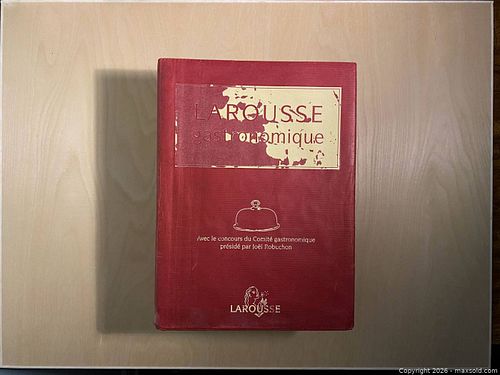 LAROUSSE
gastronomique
Avec le concours du Comité gastronomique
présidé par Joël Robuchon
LAROUSSE
Copyright 2026 - maxsold.com